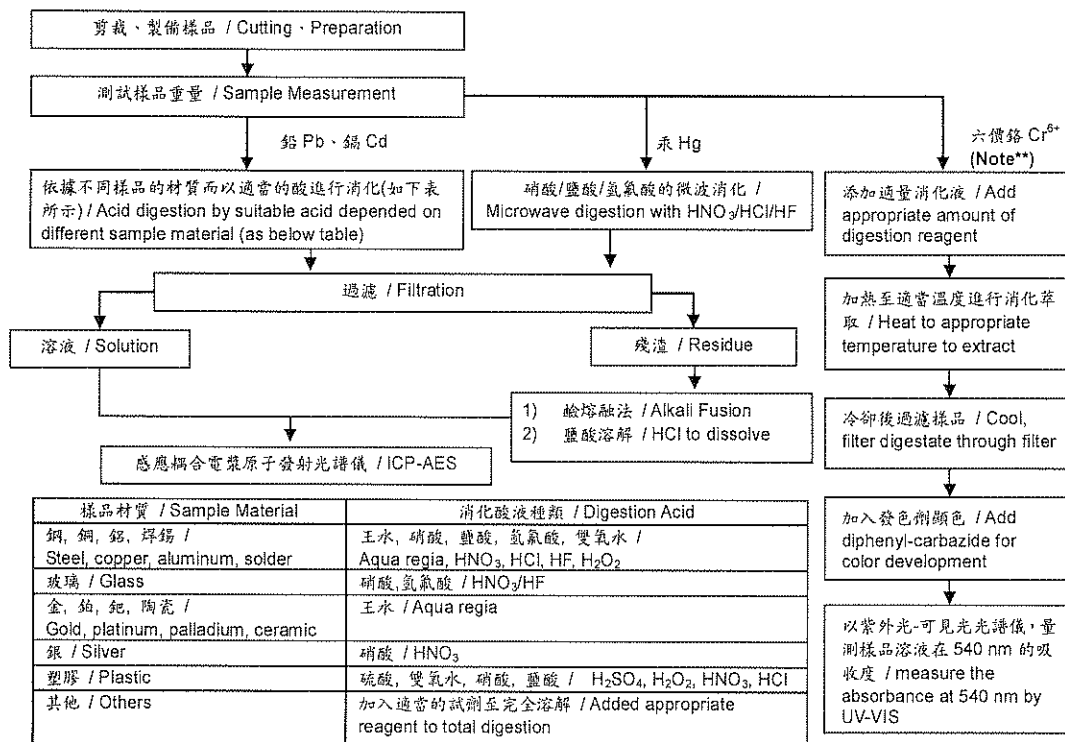 剪裁、製備樣品 / Cutting、Preparation
測試樣品重量 / Sample Measurement
鉛 Pb、鎘 Cd
汞 Hg
六價鉻 Cr⁶⁺
(Note**)
依據不同樣品的材質而以適當的酸進行消化(如下表
所示) / Acid digestion by suitable acid depended on
different sample material (as below table)
硝酸/鹽酸/氫氟酸的微波消化 /
Microwave digestion with HNO₃/HCl/HF
添加適量消化液 / Add
appropriate amount of
digestion reagent
過濾 / Filtration
溶液 / Solution
殘渣 / Residue
加熱至適當溫度進行消化萃
取 / Heat to appropriate
temperature to extract
1) 鹼熔融法 / Alkali Fusion
2) 鹽酸溶解 / HCl to dissolve
冷卻後過濾樣品 / Cool,
filter digestate through filter
感應耦合電漿原子發射光譜儀 / ICP-AES
加入發色劑顯色 / Add
diphenyl-carbazide for
color development
以紫外光-可見光光譜儀，量
測樣品溶液在 540 nm 的吸
收度 / measure the
absorbance at 540 nm by
UV-VIS
樣品材質 / Sample Material
消化酸液種類 / Digestion Acid
鋼, 銅, 鋁, 焊錫 /
Steel, copper, aluminum, solder
王水, 硝酸, 鹽酸, 氫氟酸, 雙氧水 /
Aqua regia, HNO₃, HCl, HF, H₂O₂
玻璃 / Glass
硝酸,氫氟酸 / HNO₃/HF
金, 鉑, 鈀, 陶瓷 /
Gold, platinum, palladium, ceramic
王水 / Aqua regia
銀 / Silver
硝酸 / HNO₃
塑膠 / Plastic
硫酸, 雙氧水, 硝酸, 鹽酸 / H₂SO₄, H₂O₂, HNO₃, HCl
其他 / Others
加入適當的試劑至完全溶解 / Added appropriate
reagent to total digestion